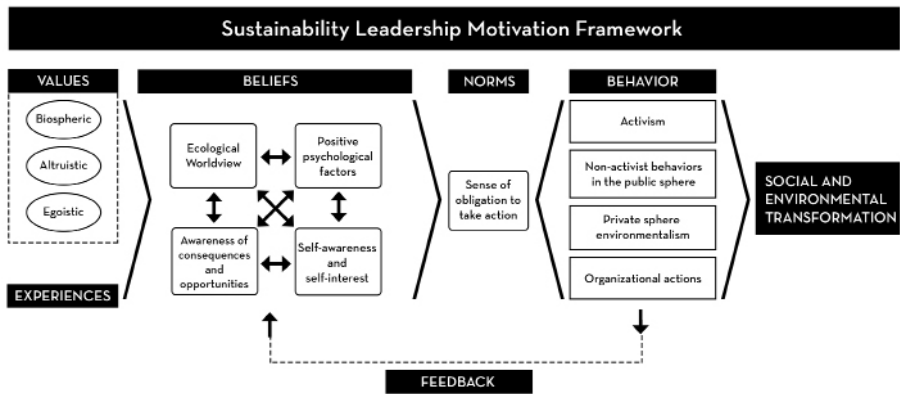 Sustainability Leadership Motivation Framework
VALUES
Biospheric
Altruistic
Egoistic
EXPERIENCES
BELIEFS
Ecological
Worldview
Positive
psychological
factors
Awareness of
consequences
and
opportunities
Self-awareness
and
self-interest
NORMS
Sense of
obligation to
take action
BEHAVIOR
Activism
Non-activist behaviors
in the public sphere
Private sphere
environmentalism
Organizational actions
SOCIAL AND
ENVIRONMENTAL
TRANSFORMATION
FEEDBACK